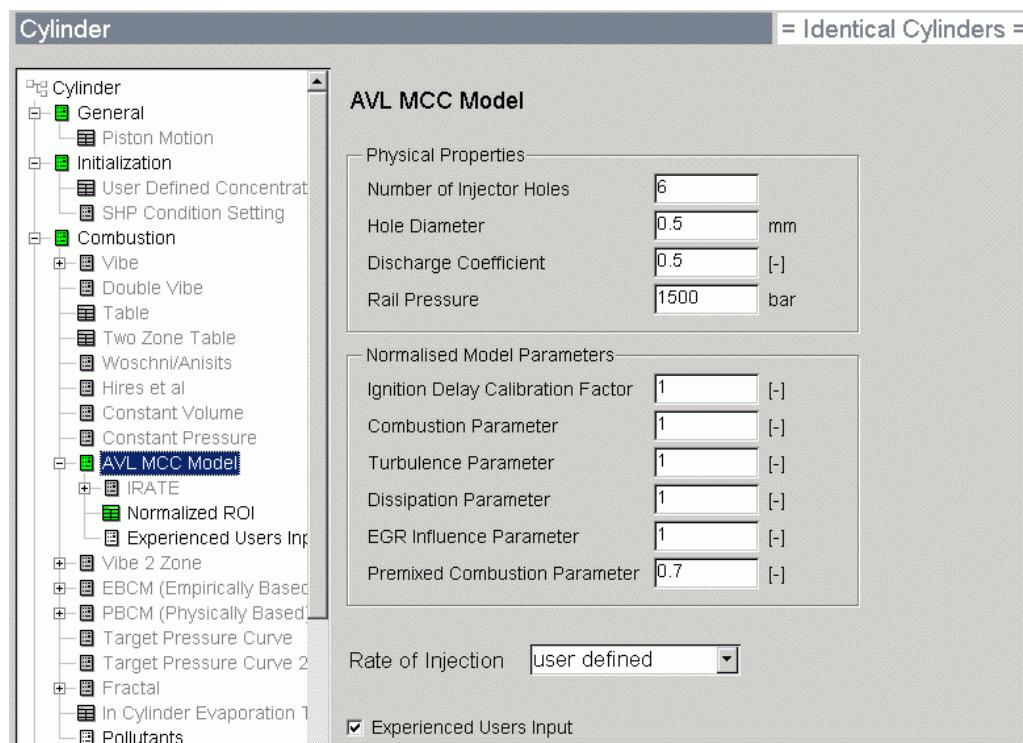 Cylinder
= Identical Cylinders =
Cylinder
General
Piston Motion
Initialization
User Defined Concentrat
SHP Condition Setting
Combustion
Vibe
Double Vibe
Table
Two Zone Table
Woschni/Anisits
Hires et al
Constant Volume
Constant Pressure
AVL MCC Model
IRATE
Normalized ROI
Experienced Users Inp
Vibe 2 Zone
EBCM (Empirically Based
PBCM (Physically Based)
Target Pressure Curve
Target Pressure Curve 2
Fractal
In Cylinder Evaporation T
Pollutants
AVL MCC Model
Physical Properties
Number of Injector Holes 6
Hole Diameter 0.5 mm
Discharge Coefficient 0.5 [-]
Rail Pressure 1500 bar
Normalised Model Parameters
Ignition Delay Calibration Factor 1 [-]
Combustion Parameter 1 [-]
Turbulence Parameter 1 [-]
Dissipation Parameter 1 [-]
EGR Influence Parameter 1 [-]
Premixed Combustion Parameter 0.7 [-]
Rate of Injection user defined
Experienced Users Input